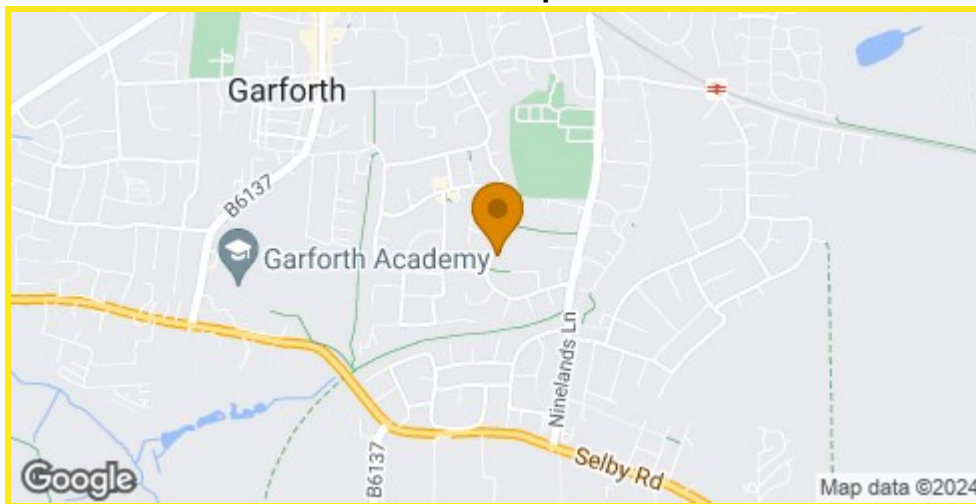 Garforth
B6137
Garforth Academy
Ninelands Ln
B6137
Selby Rd
Google
Map data ©2024